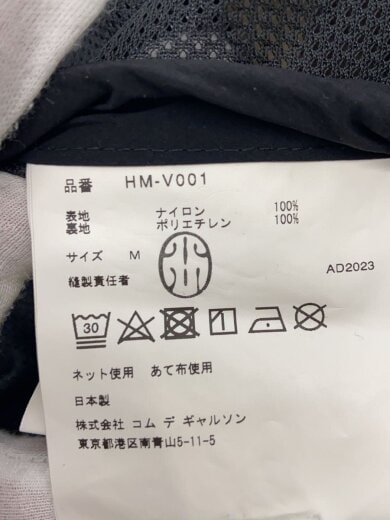 品番 HM-V001
表地 ナイロン 100%
裏地 ポリエチレン 100%
サイズ M
縫製責任者
AD2023
30
ネット使用 あて布使用
日本製
株式会社 コム デ ギャルソン
東京都港区南青山5-11-5